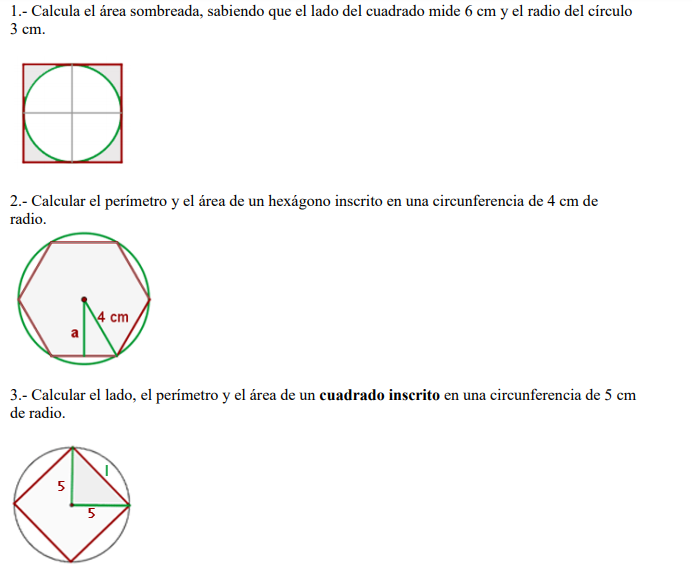 1.- Calcula el área sombreada, sabiendo que el lado del cuadrado mide 6 cm y el radio del círculo
3 cm.
2.- Calcular el perímetro y el área de un hexágono inscrito en una circunferencia de 4 cm de
radio.
4 cm
a
3.- Calcular el lado, el perímetro y el área de un cuadrado inscrito en una circunferencia de 5 cm
de radio.
l
5
5